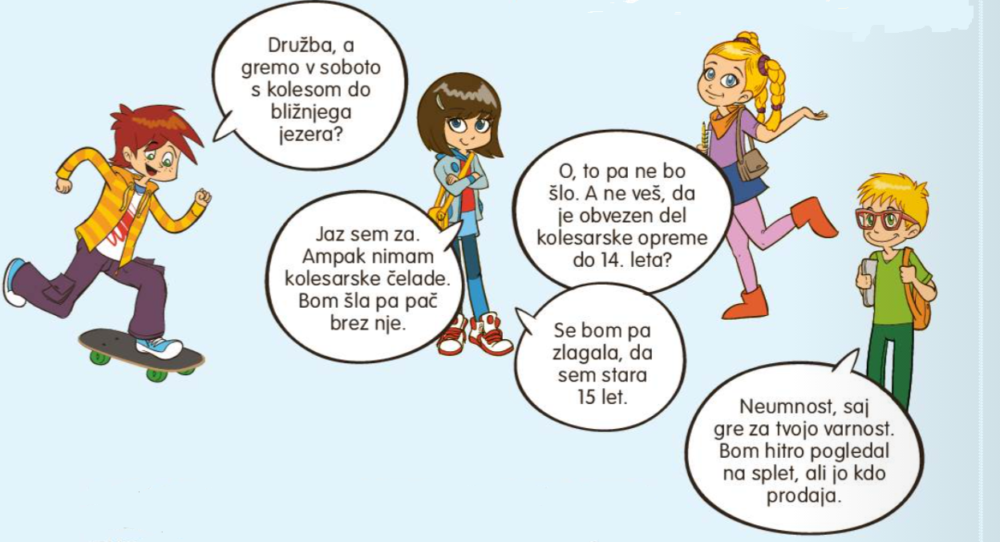 Družba, a
gremo v soboto
s kolesom do
bližnjega
jezera?
Jaz sem za.
Ampak nimam
kolesarske čelade.
Bom šla pa pač
brez nje.
O, to pa ne bo
šlo. A ne veš, da
je obvezen del
kolesarske opreme
do 14. leta?
Se bom pa
zlagala, da
sem stara
15 let.
Neumnost, saj
gre za tvojo varnost.
Bom hitro pogledal
na splet, ali jo kdo
prodaja.